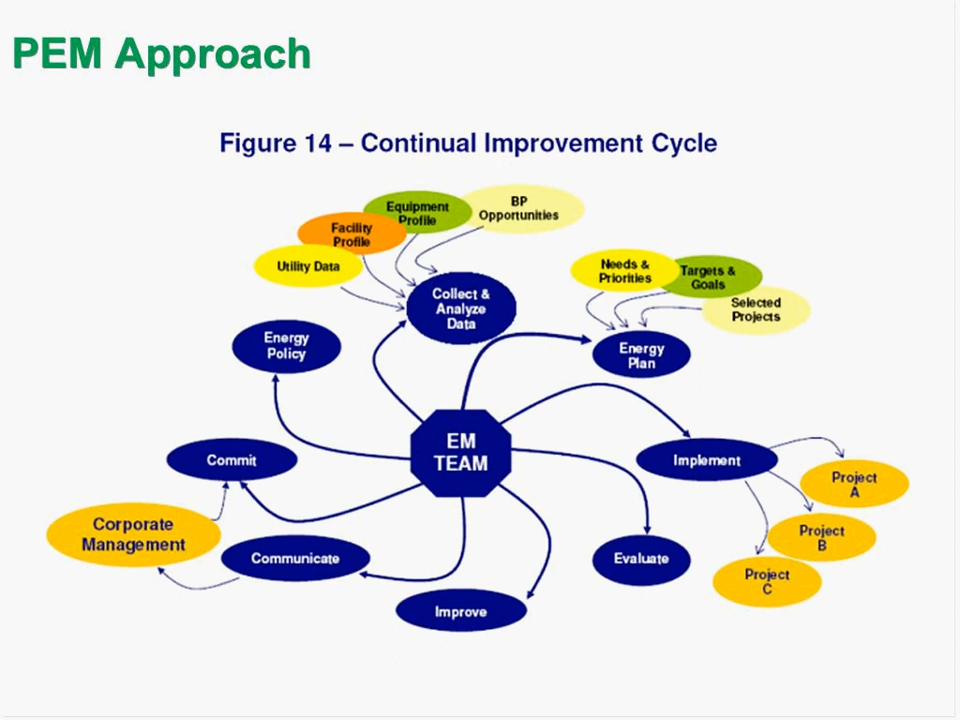 PEM Approach
Figure 14 – Continual Improvement Cycle
BP
Opportunities
Equipment
Profile
Facility
Profile
Utility Data
Collect &
Analyze
Data
Needs &
Priorities
Targets &
Goals
Selected
Projects
Energy
Policy
Energy
Plan
EM
TEAM
Commit
Implement
Project
A
Corporate
Management
Project
B
Communicate
Evaluate
Project
C
Improve